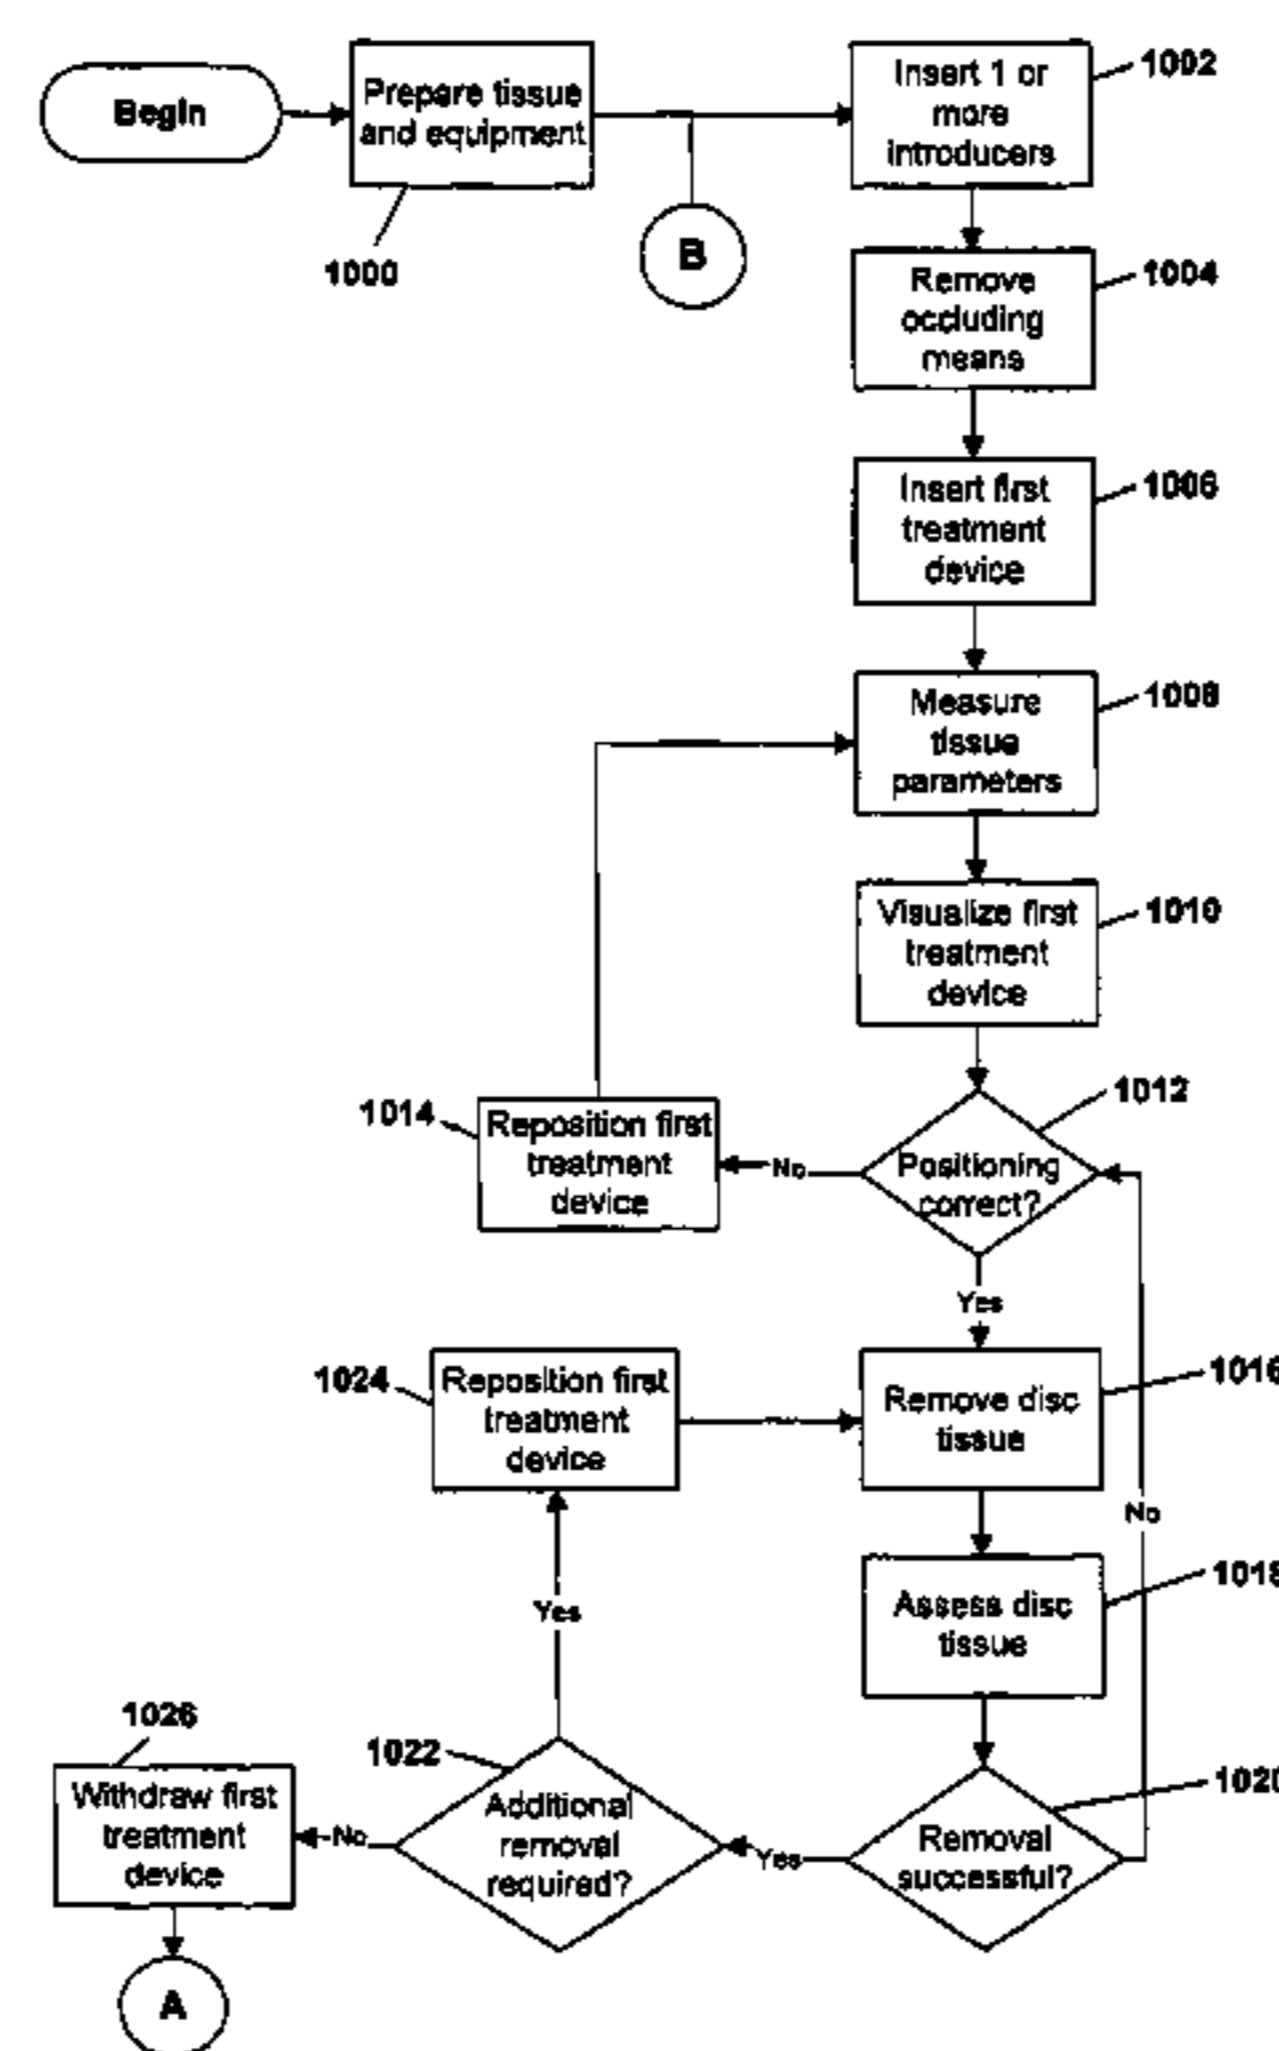 Begin
Prepare tissue
and equipment
1000
B
Insert 1 or
more
introducers
1002
Remove
occluding
means
1004
Insert first
treatment
device
1006
Measure
tissue
parameters
1008
Visualize first
treatment
device
1010
1012
Positioning
correct?
No
1014
Reposition first
treatment
device
Yes
1024
Reposition first
treatment
device
Remove disc
tissue
1016
No
Assess disc
tissue
1018
Yes
1020
Removal
successful?
Yes
1022
Additional
removal
required?
No
1026
Withdraw first
treatment
device
A